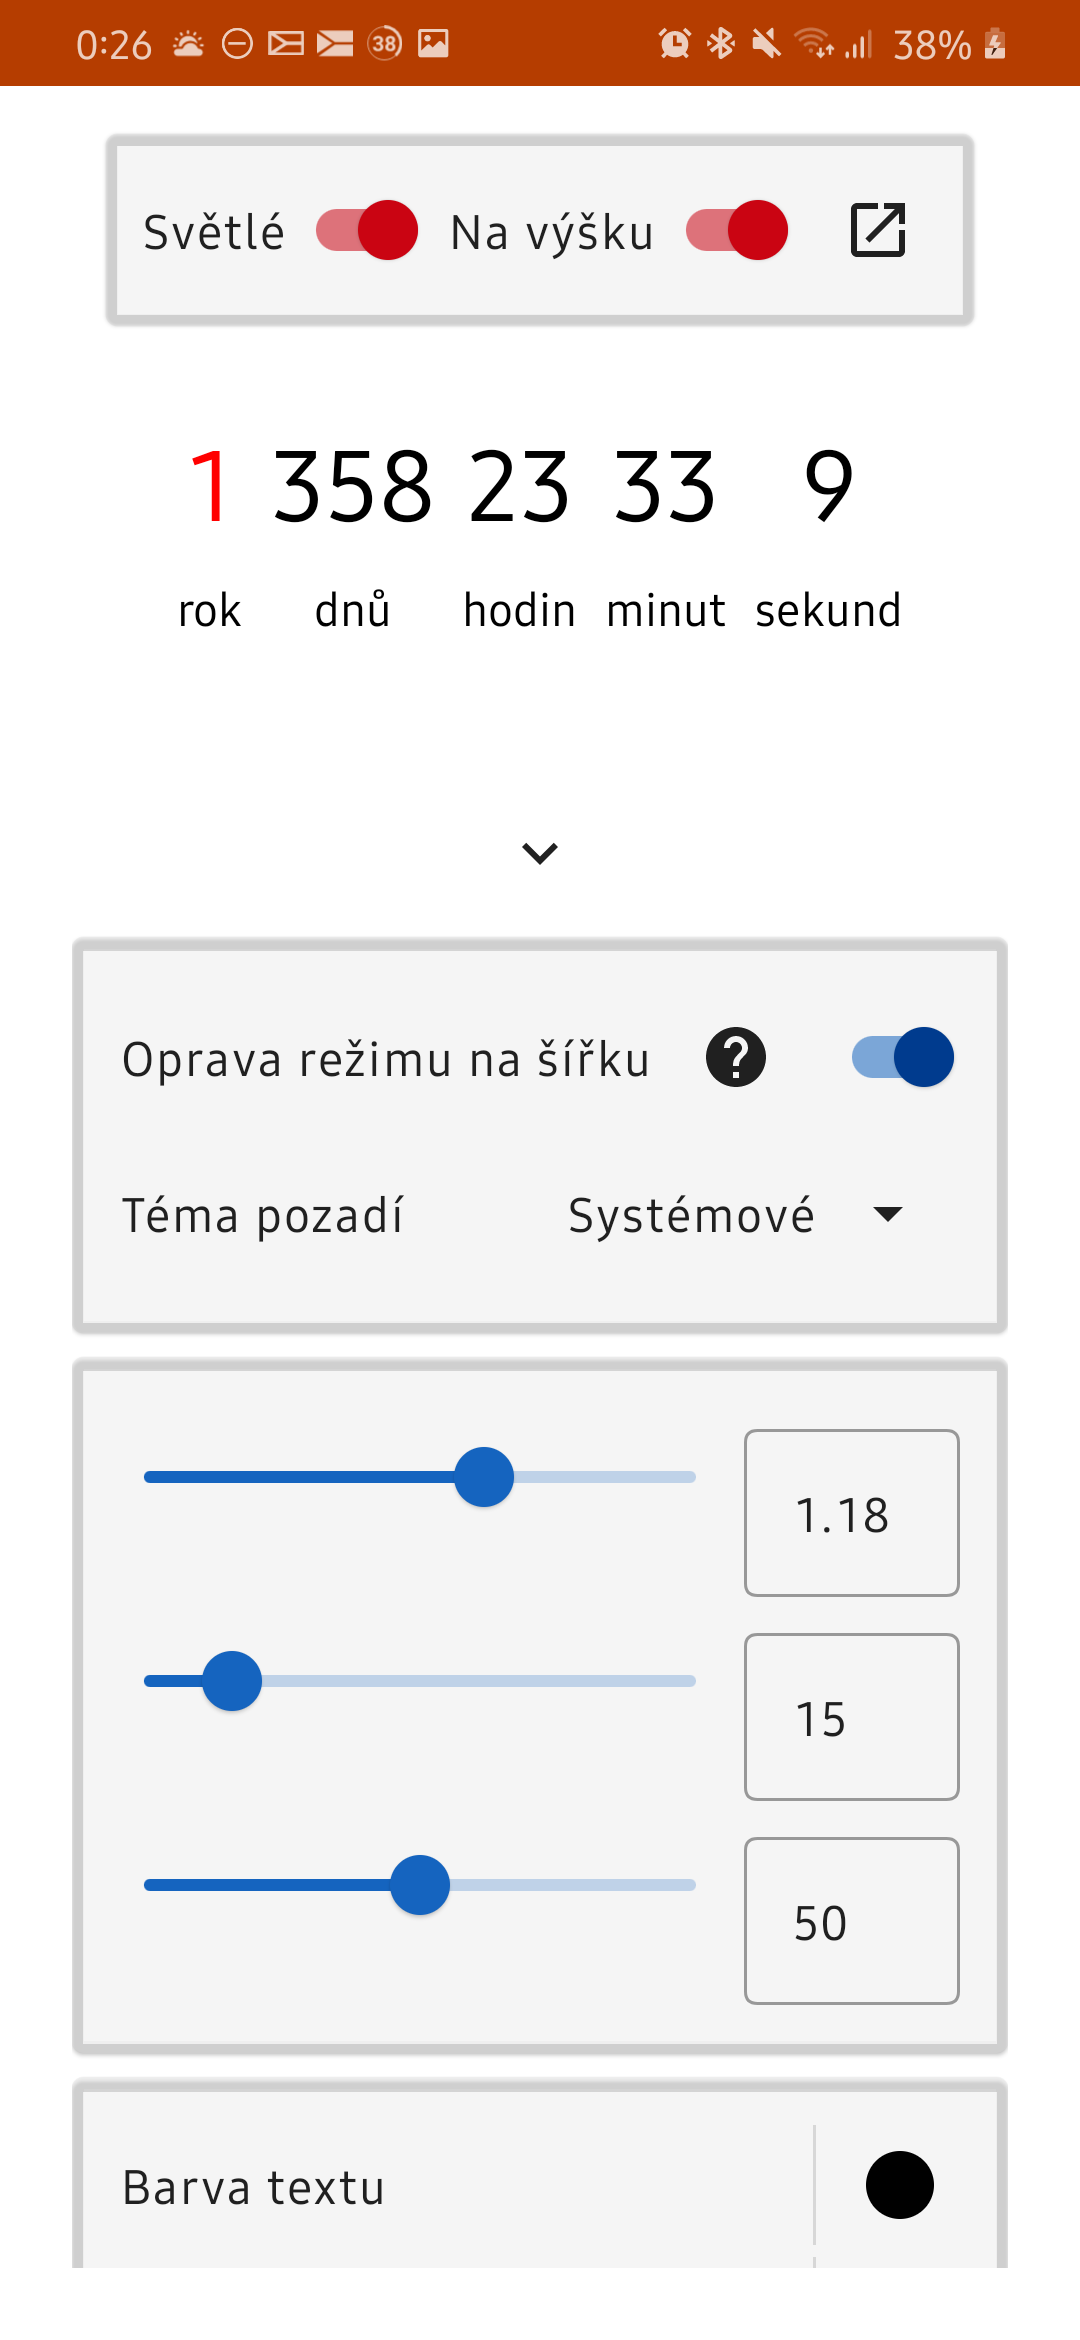 0:26 38 38%
Světlé Na výšku
1 358 23 33 9
rok dnů hodin minut sekund
Oprava režimu na šířku ?
Téma pozadí Systémové
1.18
15
50
Barva textu